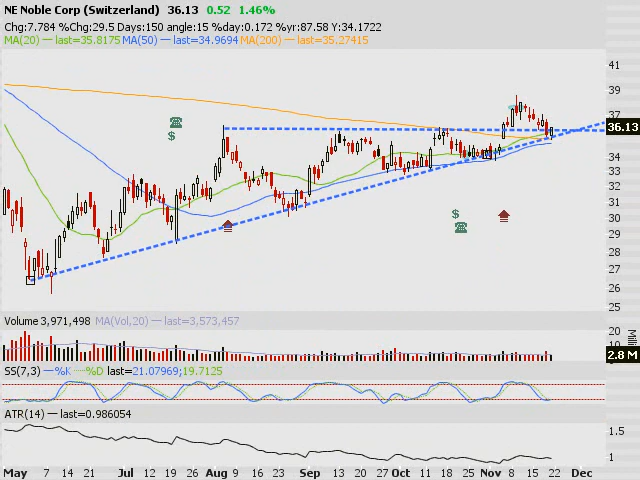 NE Noble Corp (Switzerland) 36.13 0.52 1.46%
Chg:7.784 %Chg:29.5 Days:150 angle:15 %day:0.172 %yr:87.58 Y:34.1722
MA(20) — last=35.8175 MA(50) — last=34.9694 MA(200) — last=35.27415
41
39
37
36.13
34
33
32
31
30
29
28
27
26
25
$
$
Volume 3,971,498 MA(Vol,20) — last=3,573,457
20
10
Mill
2.8 M
SS(7,3) — %K %D last=21.07969; 19.7125
ATR(14) — last=0.986054
1.5
1
May 7 14 21 Jul 12 19 26 Aug 9 16 23 Sep 13 20 27 Oct 11 18 25 Nov 8 15 22 Dec